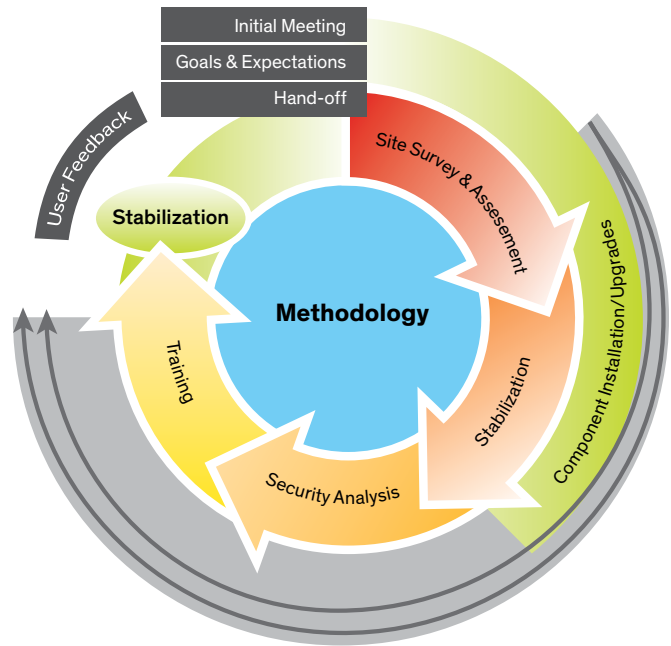 Initial Meeting
Goals & Expectations
Hand-off
User Feedback
Stabilization
Site Survey & Assesement
Component Installation/Upgrades
Methodology
Stabilization
Security Analysis
Training